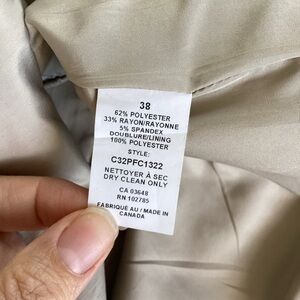 38
62% POLYESTER
33% RAYON/RAYONNE
5% SPANDEX
DOUBLURE/LINING
100% POLYESTER
STYLE:
C32PFC1322
NETTOYER À SEC
DRY CLEAN ONLY
CA 03648
RN 102785
FABRIQUÉ AU / MADE IN
CANADA